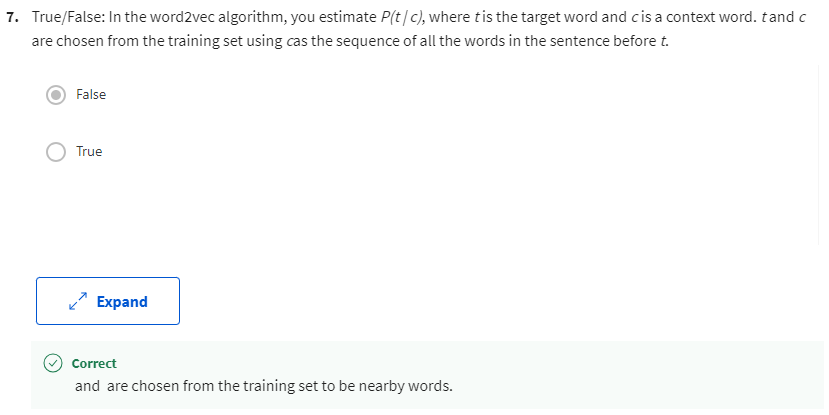 7. True/False: In the word2vec algorithm, you estimate P(t | c), where t is the target word and c is a context word. t and c
are chosen from the training set using c as the sequence of all the words in the sentence before t.
False
True
Expand
Correct
and are chosen from the training set to be nearby words.